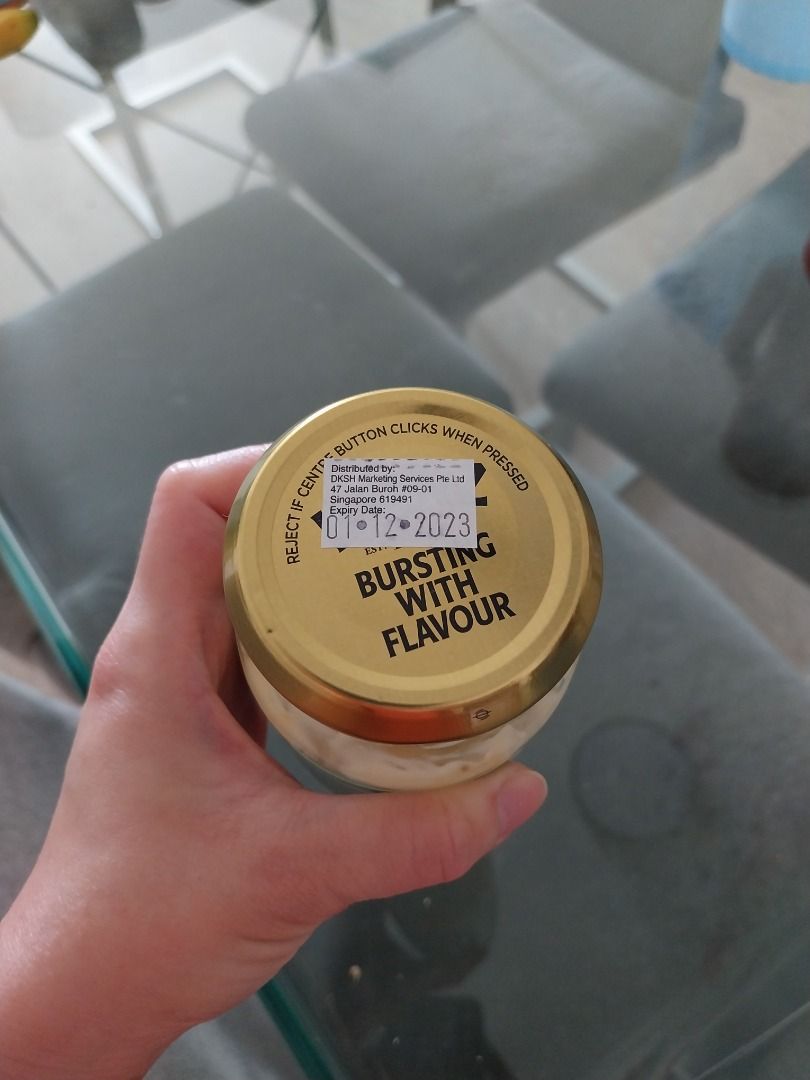 REJECT IF CENTRE BUTTON CLICKS WHEN PRESSED
Distributed by:
DKSH Marketing Services Pte Ltd
47 Jalan Buroh #09-01
Singapore 619491
Expiry Date:
01•12•2023
BURSTING
WITH
FLAVOUR